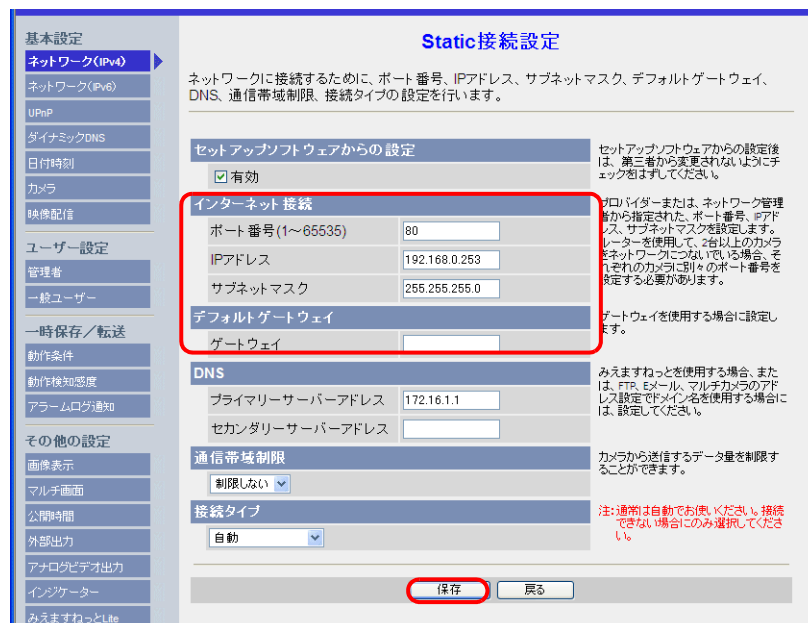 基本設定
ネットワーク(IPv4)
ネットワーク(IPv6)
UPnP
ダイナミックDNS
日付時刻
カメラ
映像配信
ユーザー設定
管理者
一般ユーザー
一時保存／転送
動作条件
動作検知感度
アラームログ通知
その他の設定
画像表示
マルチ画面
公開時間
外部出力
アナログビデオ出力
インジケーター
みえますねっとLite
Static接続設定
ネットワークに接続するために、ポート番号、IPアドレス、サブネットマスク、デフォルトゲートウェイ、
DNS、通信帯域制限、接続タイプの設定を行います。
セットアップソフトウェアからの設定
有効
セットアップソフトウェアからの設定後
は、第三者から変更されないようにチ
ェックをはずしてください。
インターネット接続
ポート番号(1～65535) 80
IPアドレス 192.168.0.253
サブネットマスク 255.255.255.0
プロバイダーまたは、ネットワーク管理
者から指定された、ポート番号、IPアド
レス、サブネットマスクを設定します。
ルーターを使用して、2台以上のカメラ
をネットワークにつないでいる場合、そ
れぞれのカメラに別々のポート番号を
設定する必要があります。
デフォルトゲートウェイ
ゲートウェイ
ゲートウェイを使用する場合に設定し
ます。
DNS
プライマリーサーバーアドレス 172.16.1.1
セカンダリーサーバーアドレス
みえますねっとを使用する場合、また
は、FTP、Eメール、マルチカメラのアド
レス設定でドメイン名を使用する場合に
は、設定してください。
通信帯域制限
制限しない
カメラから送信するデータ量を制限す
ることができます。
接続タイプ
自動
注:通常は自動でお使いください。接続
できない場合にのみ選択してくださ
い。
保存 戻る